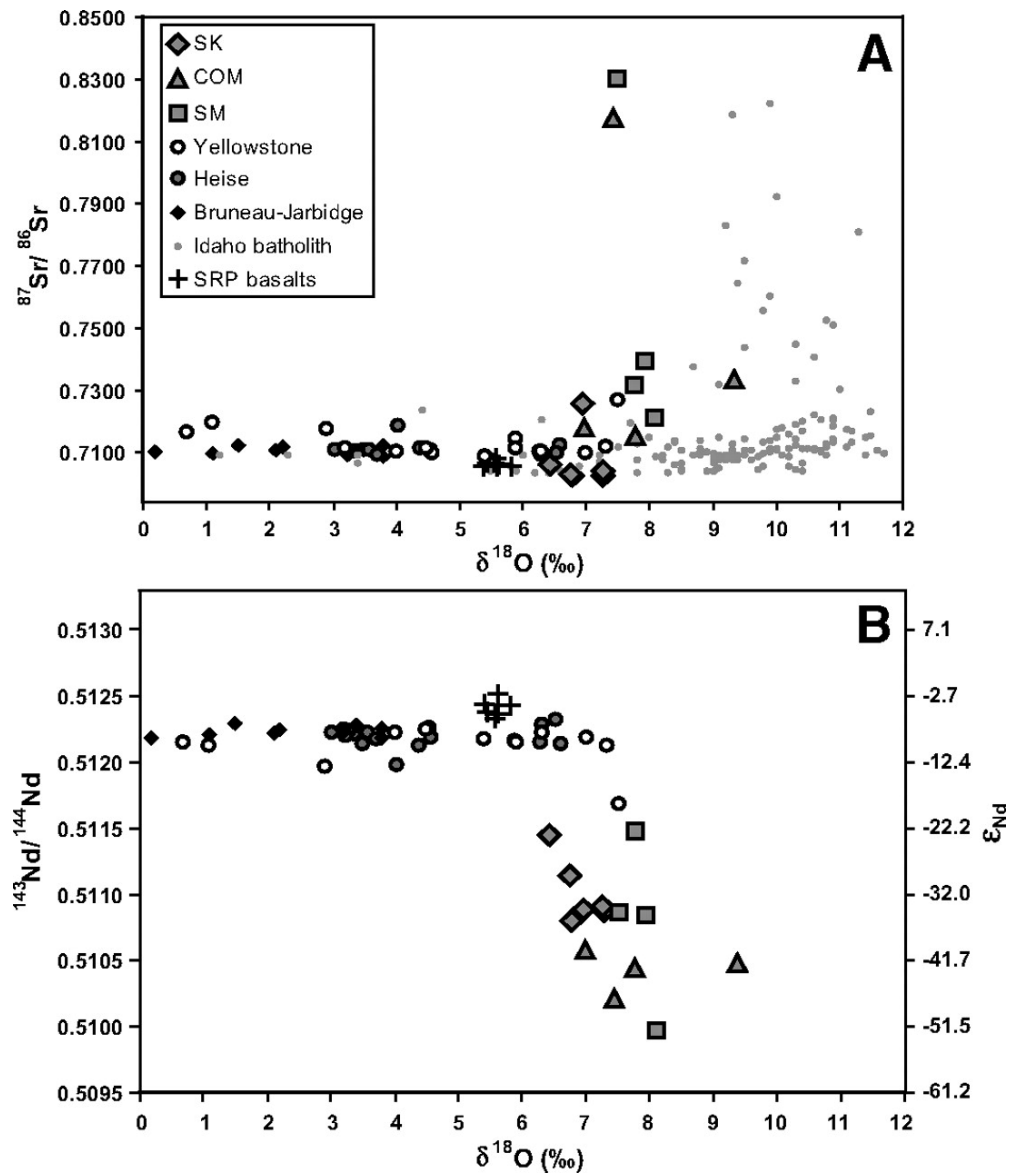 A
0.8500
0.8300
0.8100
0.7900
0.7700
0.7500
0.7300
0.7100
87Sr/ 86Sr
SK
COM
SM
Yellowstone
Heise
Bruneau-Jarbidge
Idaho batholith
SRP basalts
0 1 2 3 4 5 6 7 8 9 10 11 12
δ18O (‰)
B
0.5130
0.5125
0.5120
0.5115
0.5110
0.5105
0.5100
0.5095
143Nd/ 144Nd
7.1
-2.7
-12.4
-22.2
-32.0
-41.7
-51.5
-61.2
εNd
0 1 2 3 4 5 6 7 8 9 10 11 12
δ18O (‰)